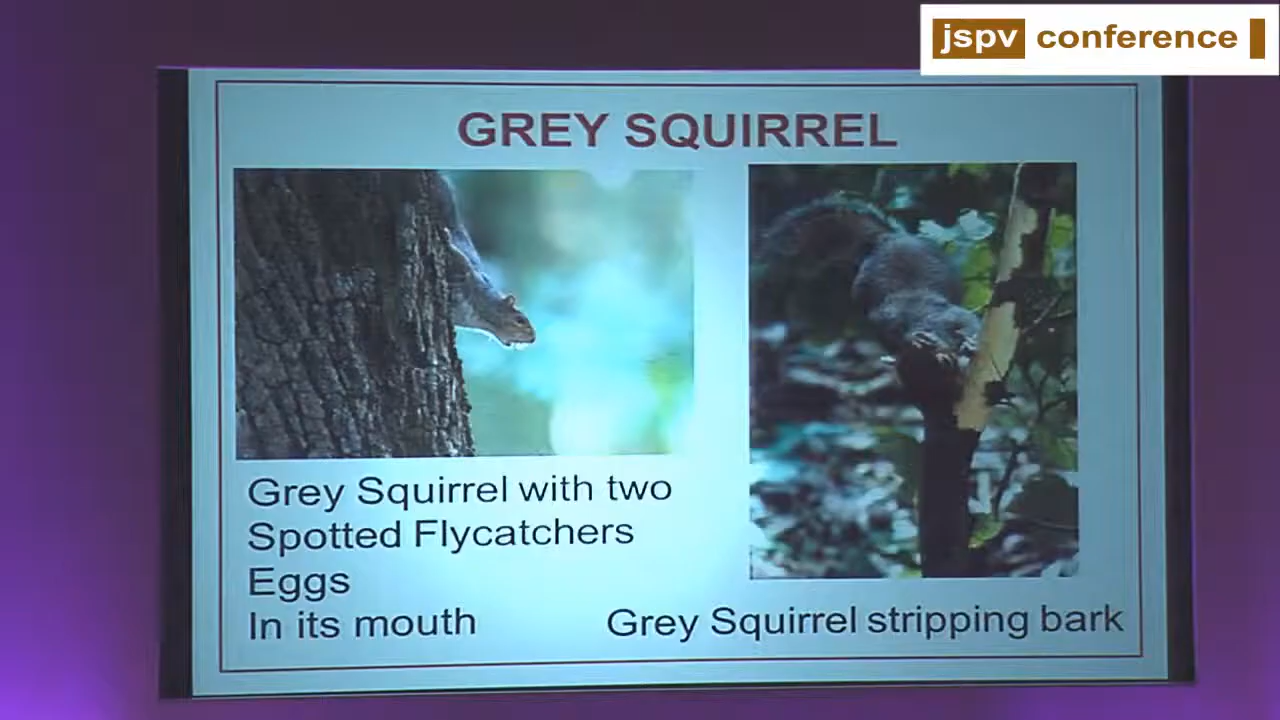 jspv conference
GREY SQUIRREL
Grey Squirrel with two
Spotted Flycatchers
Eggs
In its mouth
Grey Squirrel stripping bark